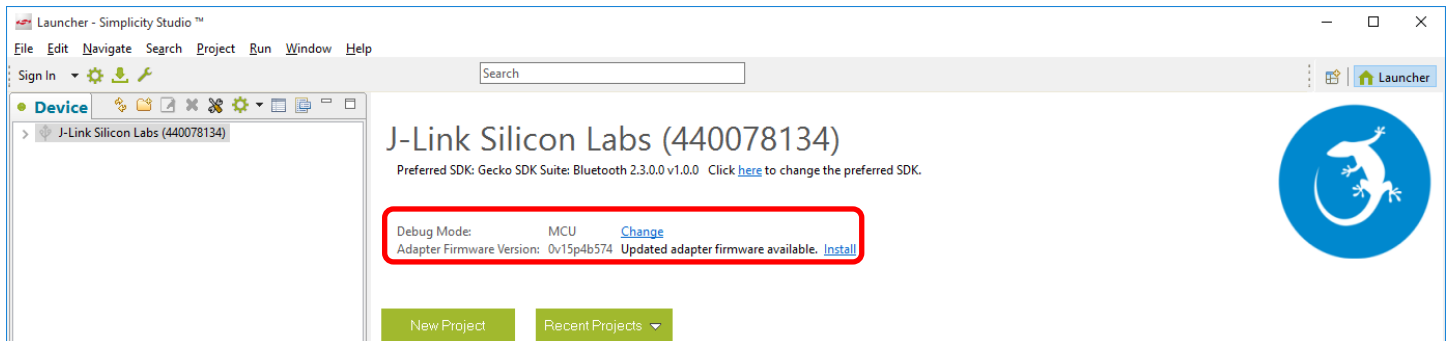 Launcher - Simplicity Studio ™
File Edit Navigate Search Project Run Window Help
Sign In
Search
Launcher
Device
J-Link Silicon Labs (440078134)
J-Link Silicon Labs (440078134)
Preferred SDK: Gecko SDK Suite: Bluetooth 2.3.0.0 v1.0.0 Click here to change the preferred SDK.
Debug Mode: MCU Change
Adapter Firmware Version: 0v15p4b574 Updated adapter firmware available. Install
New Project Recent Projects